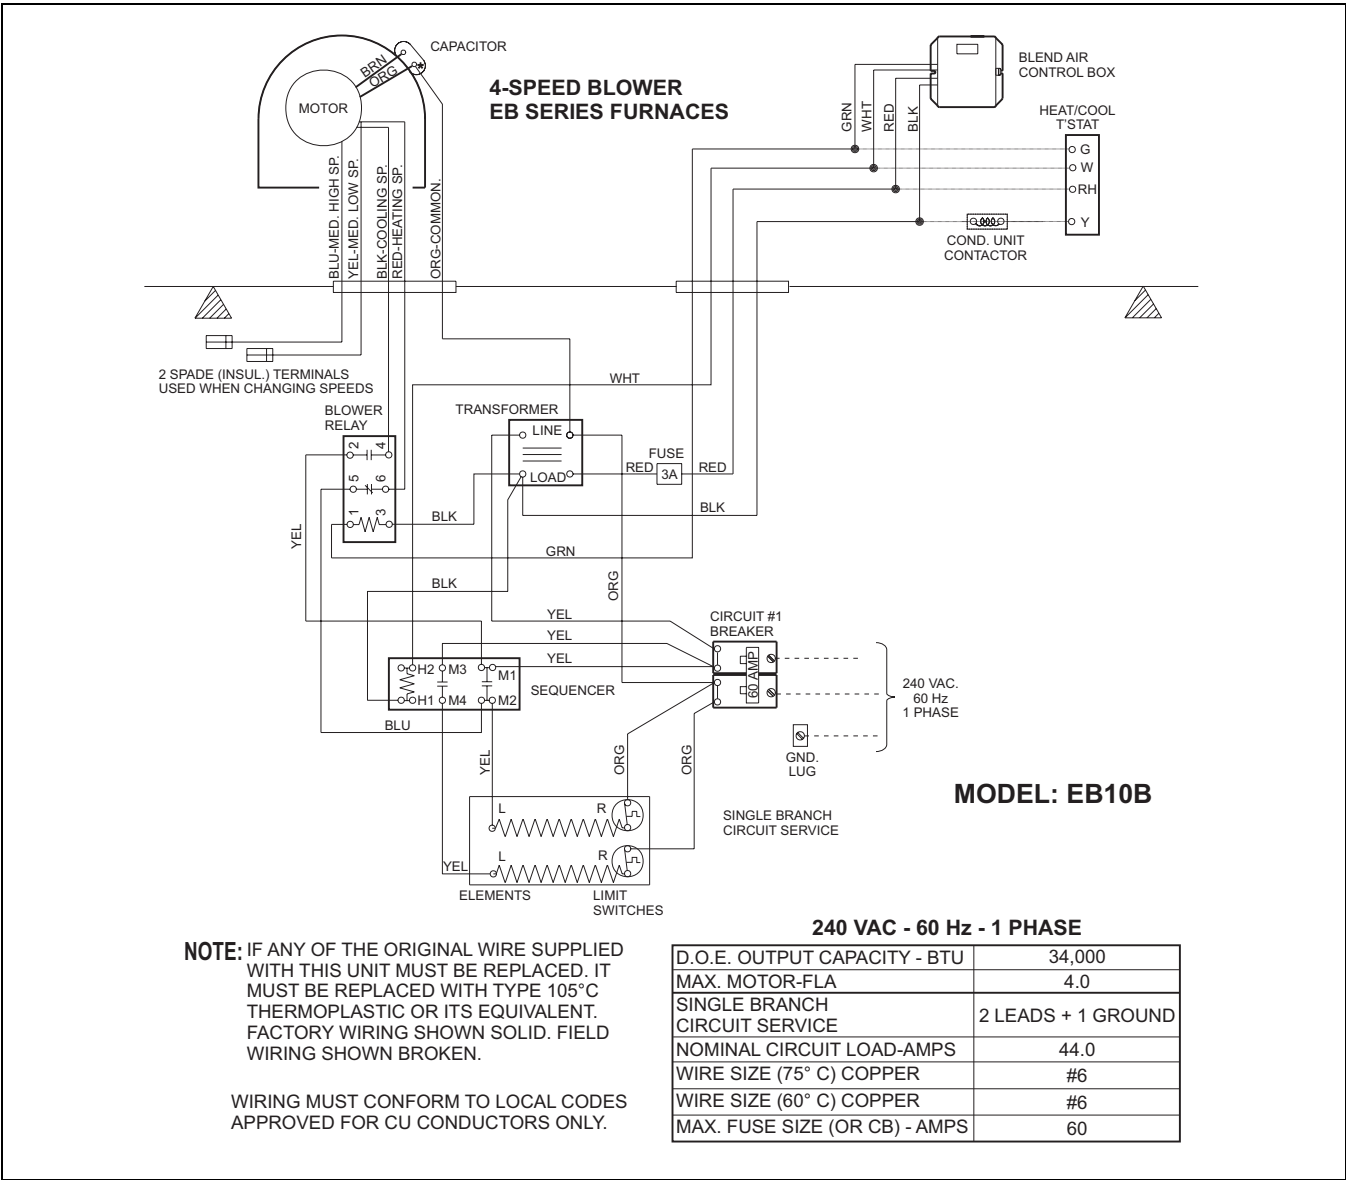 CAPACITOR
BRN
ORG
*
MOTOR
4-SPEED BLOWER
EB SERIES FURNACES
BLEND AIR
CONTROL BOX
GRN
WHT
RED
BLK
HEAT/COOL
T'STAT
G
W
RH
Y
COND. UNIT
CONTACTOR
BLU-MED. HIGH SP.
YEL-MED. LOW SP.
BLK-COOLING SP.
RED-HEATING SP.
ORG-COMMON.
2 SPADE (INSUL.) TERMINALS
USED WHEN CHANGING SPEEDS
WHT
BLOWER
RELAY
2 4
5 6
1 3
TRANSFORMER
LINE
LOAD
RED
FUSE
3A
RED
BLK
BLK
YEL
GRN
BLK
ORG
YEL
YEL
YEL
CIRCUIT #1
BREAKER
60 AMP
H2 M3 M1
H1 M4 M2
SEQUENCER
BLU
240 VAC.
60 Hz
1 PHASE
GND.
LUG
YEL
ORG
ORG
MODEL: EB10B
L R
L R
YEL
SINGLE BRANCH
CIRCUIT SERVICE
ELEMENTS
LIMIT
SWITCHES
NOTE: IF ANY OF THE ORIGINAL WIRE SUPPLIED
WITH THIS UNIT MUST BE REPLACED. IT
MUST BE REPLACED WITH TYPE 105°C
THERMOPLASTIC OR ITS EQUIVALENT.
FACTORY WIRING SHOWN SOLID. FIELD
WIRING SHOWN BROKEN.
WIRING MUST CONFORM TO LOCAL CODES
APPROVED FOR CU CONDUCTORS ONLY.
240 VAC - 60 Hz - 1 PHASE
D.O.E. OUTPUT CAPACITY - BTU 34,000
MAX. MOTOR-FLA 4.0
SINGLE BRANCH
CIRCUIT SERVICE 2 LEADS + 1 GROUND
NOMINAL CIRCUIT LOAD-AMPS 44.0
WIRE SIZE (75° C) COPPER #6
WIRE SIZE (60° C) COPPER #6
MAX. FUSE SIZE (OR CB) - AMPS 60